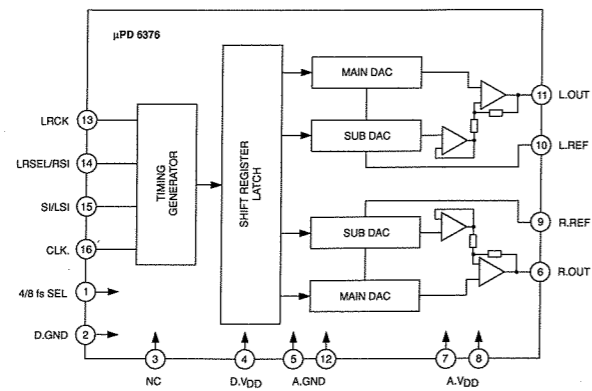 μPD 6376
MAIN DAC
11
L.OUT
LRCK
13
SUB DAC
10
L.REF
LRSEL/RSI
14
TIMING
GENERATOR
SHIFT REGISTER
LATCH
SI/LSI
15
9
R.REF
SUB DAC
CLK.
16
6
R.OUT
MAIN DAC
4/8 fs SEL
1
D.GND
2
3
4
5
12
7
8
NC
D.VDD
A.GND
A.VDD